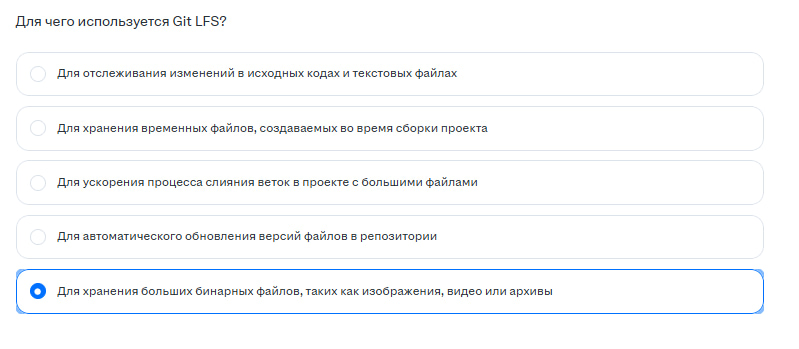 Для чего используется Git LFS?
Для отслеживания изменений в исходных кодах и текстовых файлах
Для хранения временных файлов, создаваемых во время сборки проекта
Для ускорения процесса слияния веток в проекте с большими файлами
Для автоматического обновления версий файлов в репозитории
Для хранения больших бинарных файлов, таких как изображения, видео или архивы